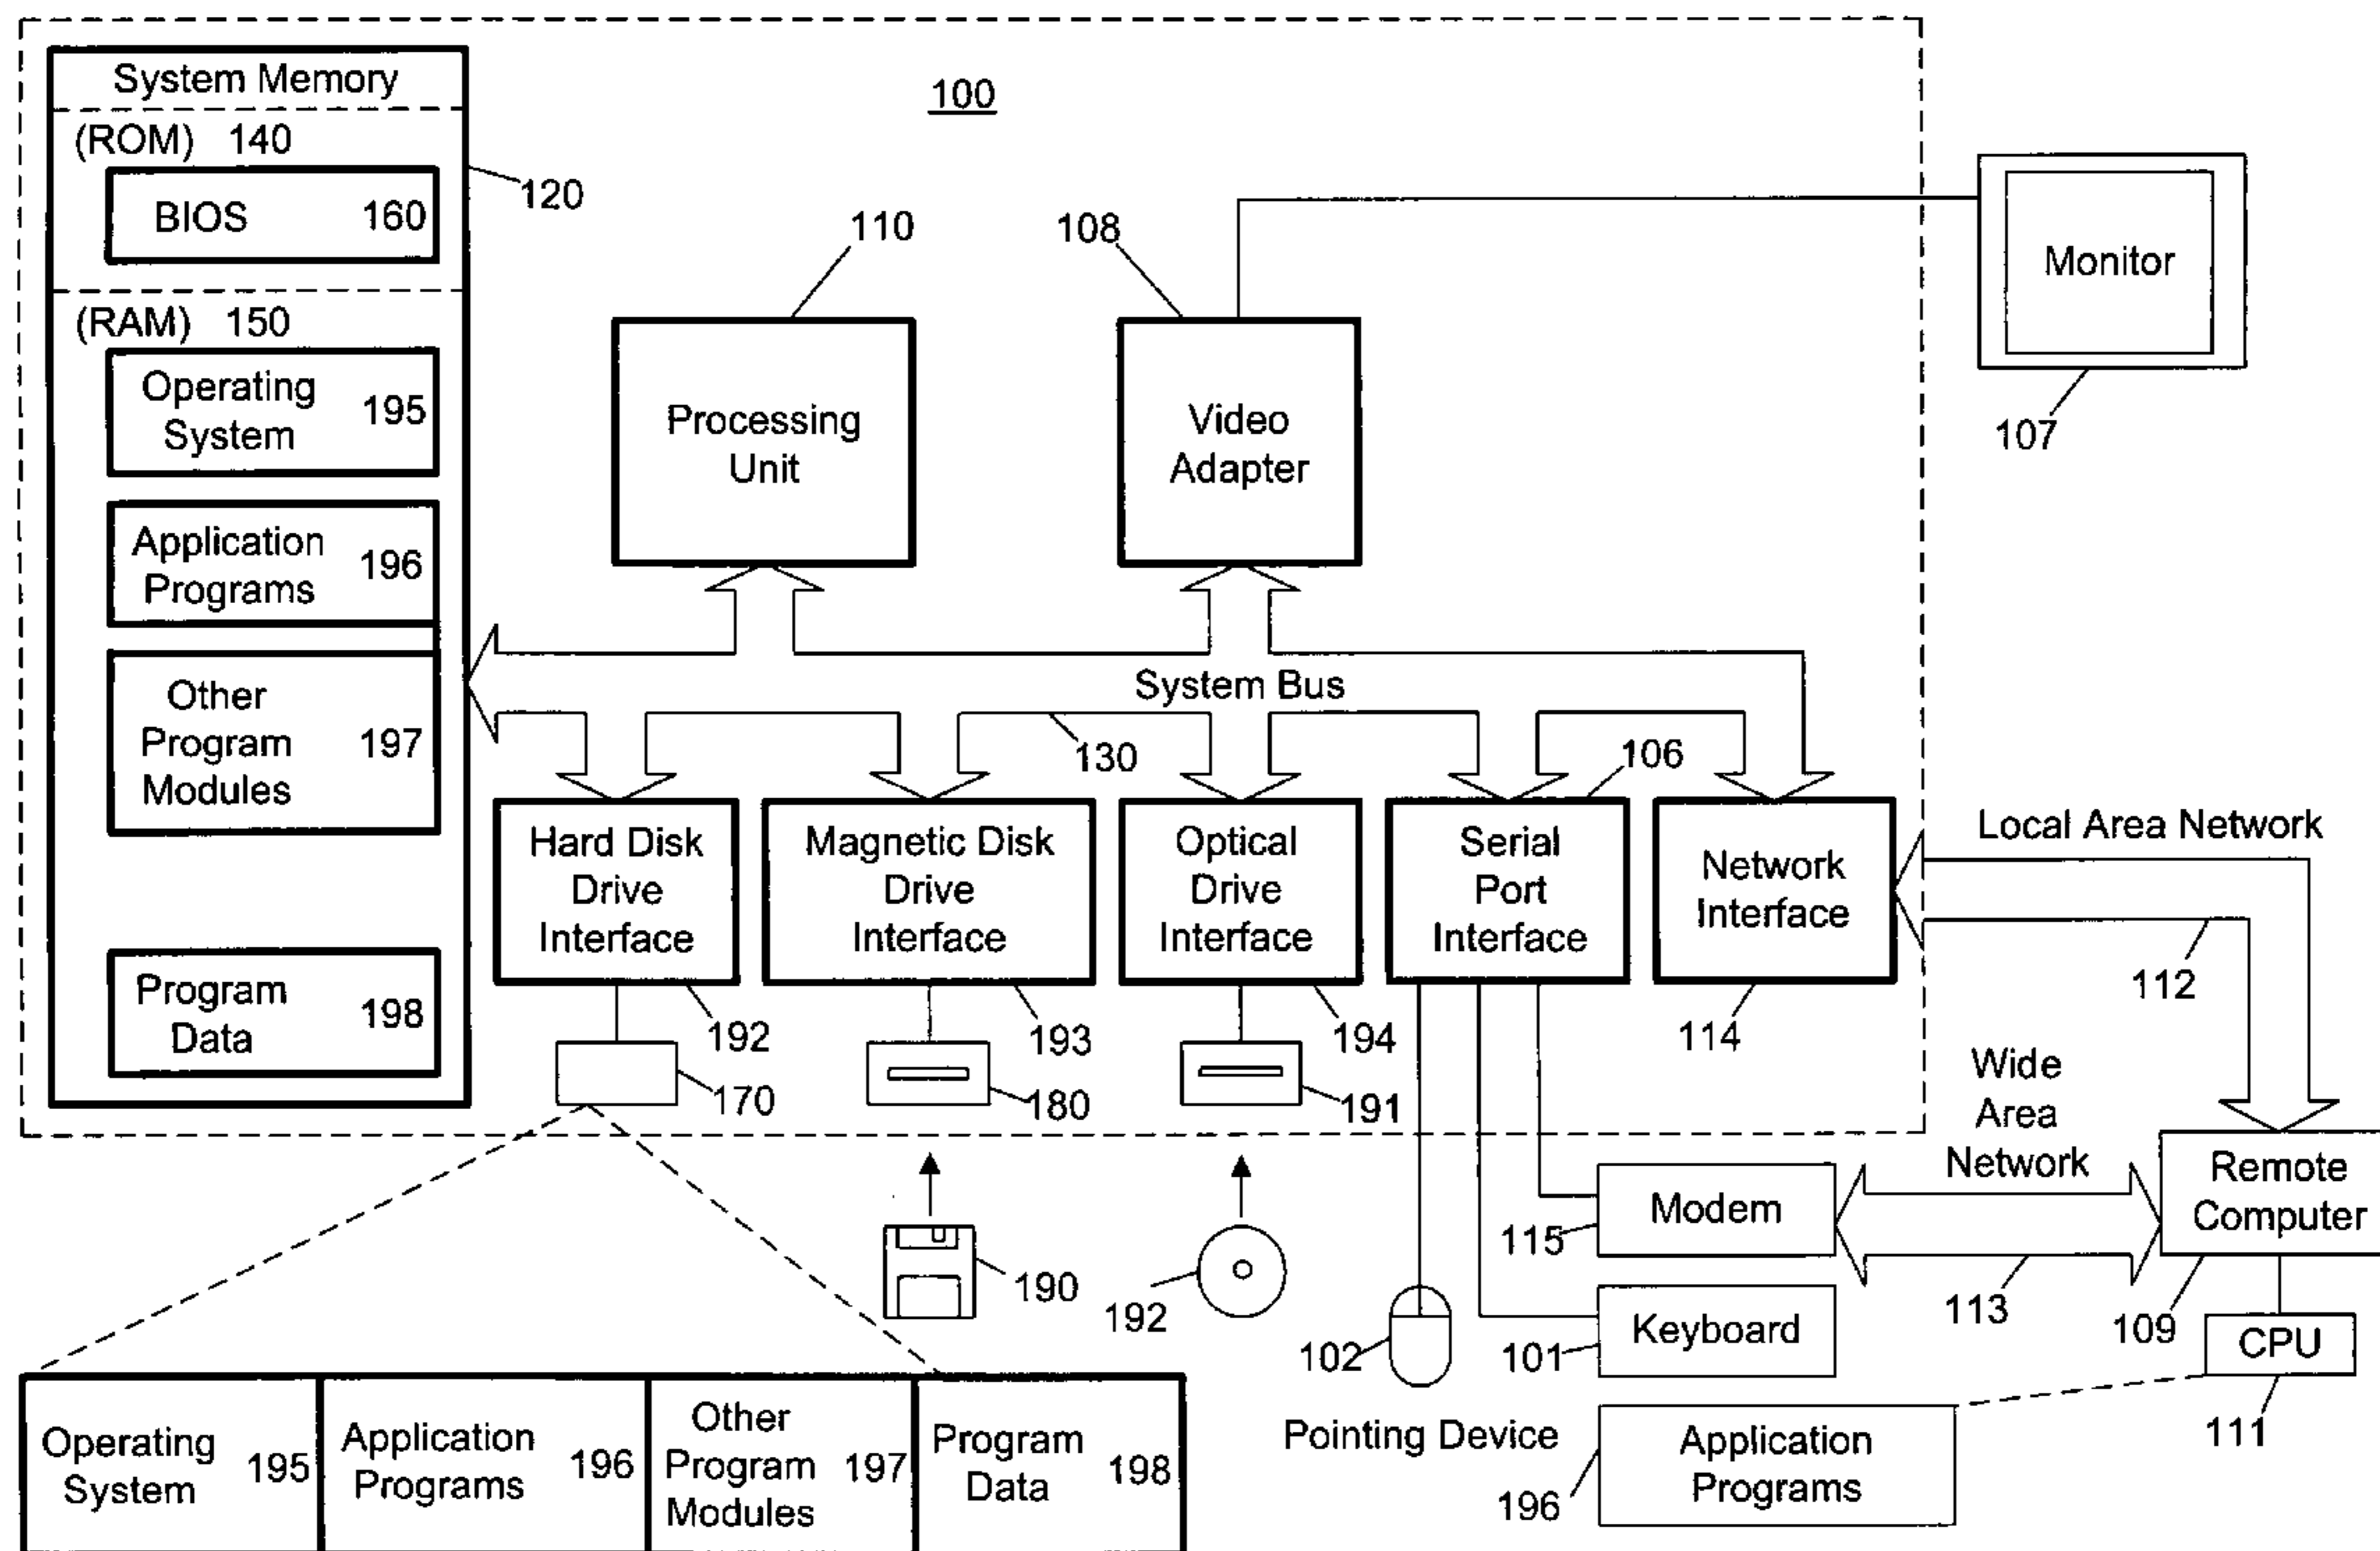 System Memory
(ROM) 140
BIOS 160
(RAM) 150
Operating
System
195
Application
Programs
196
Other
Program
Modules
197
Program
Data
198
120
100
110
Processing
Unit
108
Video
Adapter
Monitor
107
System Bus
130
106
Hard Disk
Drive
Interface
192
170
Magnetic Disk
Drive
Interface
193
180
Optical
Drive
Interface
194
191
Serial
Port
Interface
Network
Interface
114
Local Area Network
112
Wide
Area
Network
Remote
Computer
109
Modem
115
113
Keyboard
101
102
Pointing Device
CPU
111
190
192
Application
Programs
196
Operating
System
195
Application
Programs
196
Other
Program
Modules
197
Program
Data
198